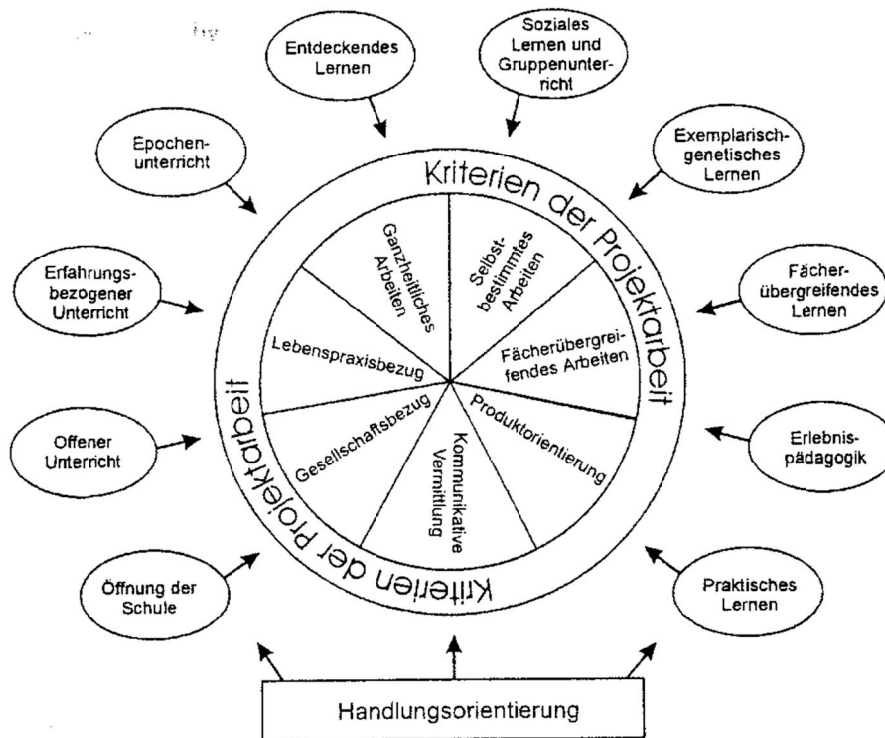 Entdeckendes
Lernen
Soziales
Lernen und
Gruppenunter-
richt
Epochen-
unterricht
Exemplarisch-
genetisches
Lernen
Kriterien der Projektarbeit
Ganzheitliches
Arbeiten
Selbst-
bestimmtes
Arbeiten
Erfahrungs-
bezogener
Unterricht
Fächer-
übergreifendes
Lernen
Lebenspraxisbezug
Fächerübergrei-
fendes Arbeiten
Offener
Unterricht
Gesellschaftsbezug
Kommunikative
Vermittlung
Produktorientierung
Erlebnis-
pädagogik
Kriterien der Projektarbeit
Öffnung der
Schule
Praktisches
Lernen
Handlungsorientierung